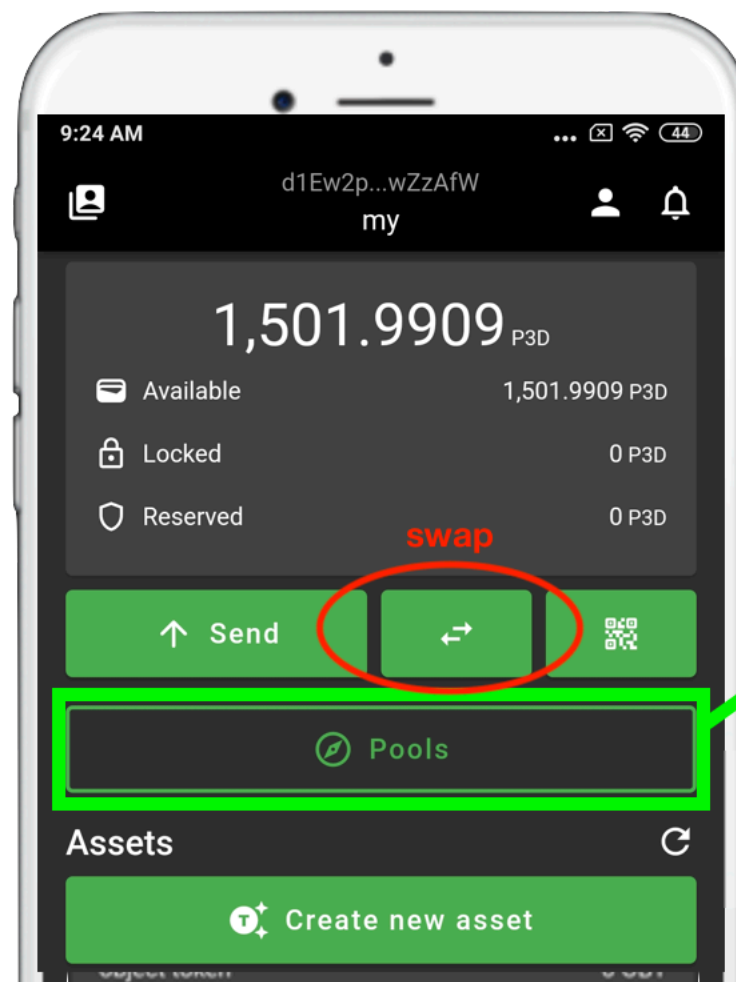 9:24 AM
44
d1Ew2p...wZzAfW
my
1,501.9909 P3D
Available 1,501.9909 P3D
Locked 0 P3D
Reserved 0 P3D
swap
Send
Pools
Assets
Create new asset